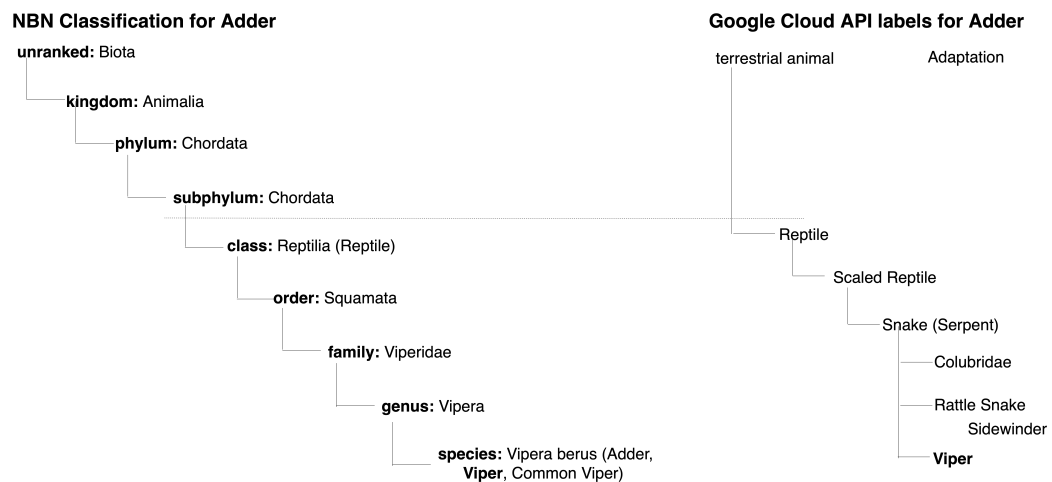 NBN Classification for Adder
unranked: Biota
kingdom: Animalia
phylum: Chordata
subphylum: Chordata
class: Reptilia (Reptile)
order: Squamata
family: Viperidae
genus: Vipera
species: Vipera berus (Adder,
Viper, Common Viper)
Google Cloud API labels for Adder
terrestrial animal
Adaptation
Reptile
Scaled Reptile
Snake (Serpent)
Colubridae
Rattle Snake
Sidewinder
Viper